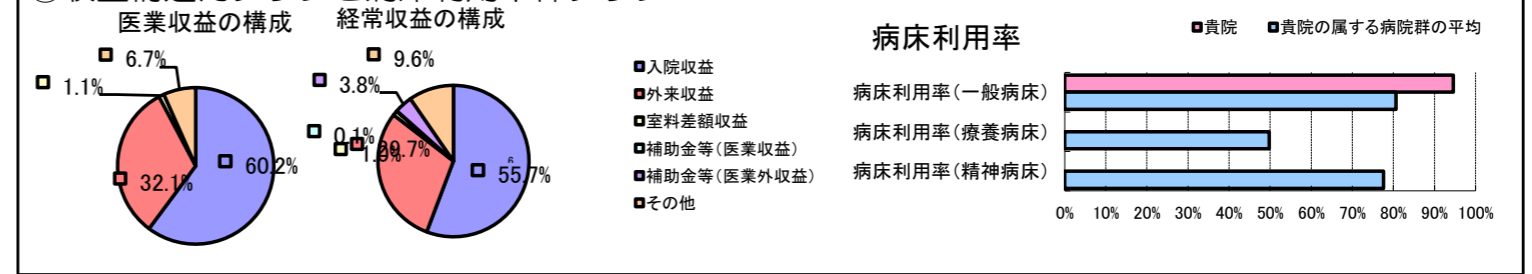 医業収益の構成
経常収益の構成
6.7%
1.1%
60.2%
32.1%
9.6%
3.8%
0.1%
29.7%
55.7%
入院収益
外来収益
室料差額収益
補助金等(医業収益)
補助金等(医業外収益)
その他
病床利用率
貴院
貴院の属する病院群の平均
病床利用率(一般病床)
病床利用率(療養病床)
病床利用率(精神病床)
0% 10% 20% 30% 40% 50% 60% 70% 80% 90% 100%